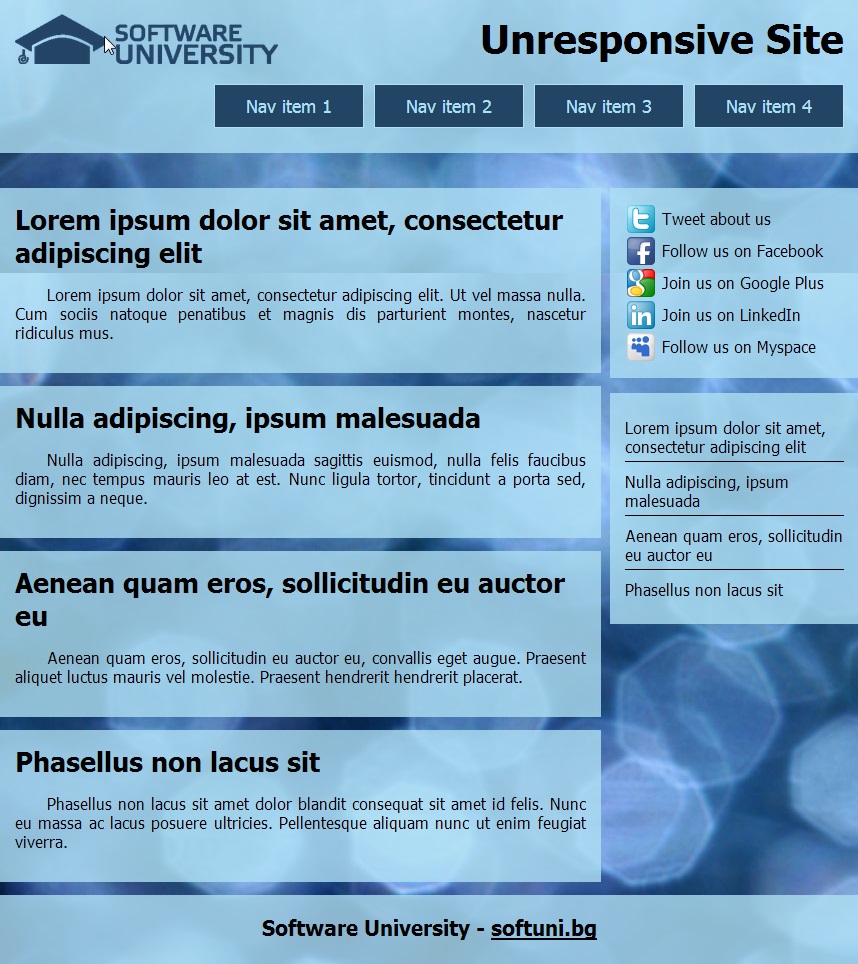 SOFTWARE
UNIVERSITY
Unresponsive Site
Nav item 1
Nav item 2
Nav item 3
Nav item 4
Lorem ipsum dolor sit amet, consectetur
adipiscing elit
Lorem ipsum dolor sit amet, consectetur adipiscing elit. Ut vel massa nulla.
Cum sociis natoque penatibus et magnis dis parturient montes, nascetur
ridiculus mus.
Nulla adipiscing, ipsum malesuada
Nulla adipiscing, ipsum malesuada sagittis euismod, nulla felis faucibus
diam, nec tempus mauris leo at est. Nunc ligula tortor, tincidunt a porta sed,
dignissim a neque.
Aenean quam eros, sollicitudin eu auctor
eu
Aenean quam eros, sollicitudin eu auctor eu, convallis eget augue. Praesent
aliquet luctus mauris vel molestie. Praesent hendrerit hendrerit placerat.
Phasellus non lacus sit
Phasellus non lacus sit amet dolor blandit consequat sit amet id felis. Nunc
eu massa ac lacus posuere ultricies. Pellentesque aliquam nunc ut enim feugiat
viverra.
Tweet about us
Follow us on Facebook
Join us on Google Plus
Join us on LinkedIn
Follow us on Myspace
Lorem ipsum dolor sit amet,
consectetur adipiscing elit
Nulla adipiscing, ipsum
malesuada
Aenean quam eros, sollicitudin
eu auctor eu
Phasellus non lacus sit
Software University - softuni.bg